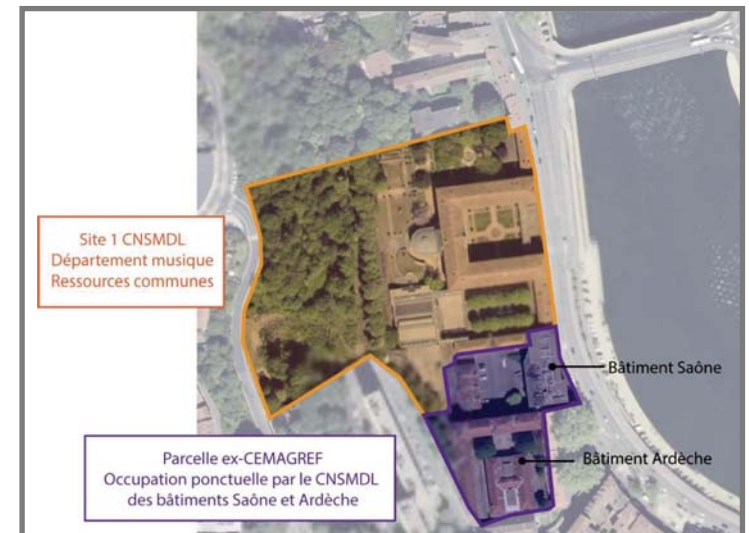 Site 1 CNSMDL
Département musique
Ressources communes
Bâtiment Saône
Bâtiment Ardèche
Parcelle ex-CEMAGREF
Occupation ponctuelle par le CNSMDL
des bâtiments Saône et Ardèche